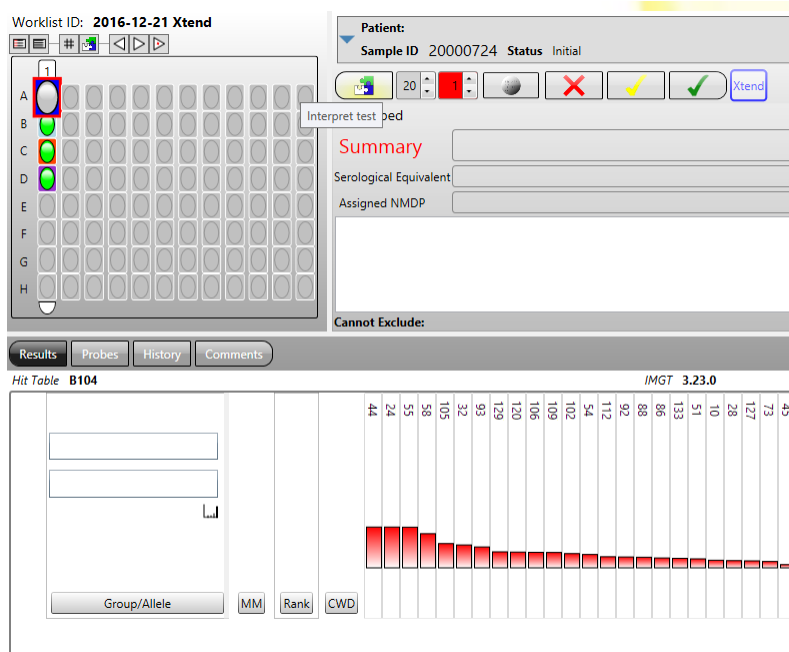 Worklist ID: 2016-12-21 Xtend
Patient:
Sample ID 20000724 Status Initial
#
1
20
1
Xtend
A
B
C
D
E
F
G
H
Interpret test
ped
Summary
Serological Equivalent
Assigned NMDP
Cannot Exclude:
Results Probes History Comments
Hit Table B104
IMGT 3.23.0
44 24 55 58 105 32 93 129 120 106 109 102 54 112 92 88 86 133 51 10 28 127 73 45
Group/Allele MM Rank CWD